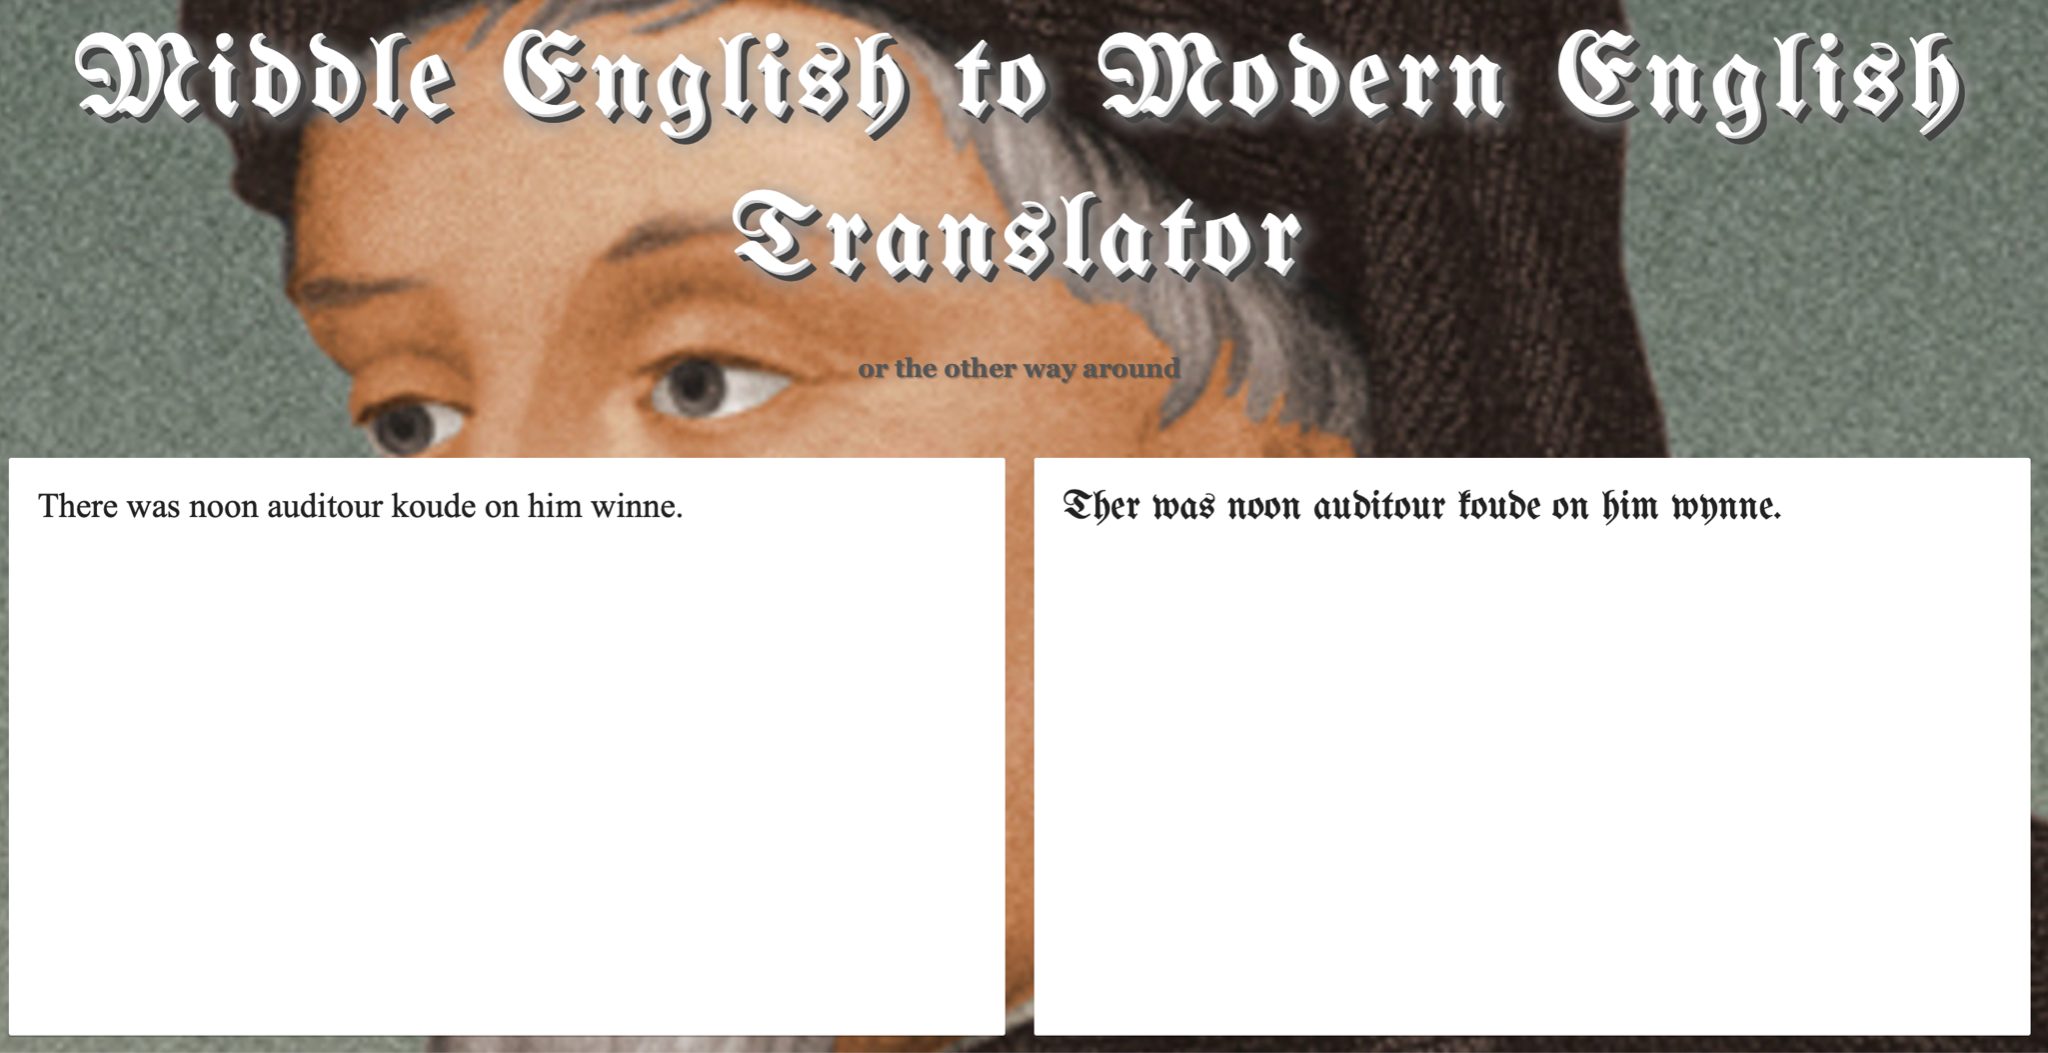 Middle English to Modern English
Translator
or the other way around
There was noon auditour koude on him winne.
Ther was noon auditour koude on him wynne.